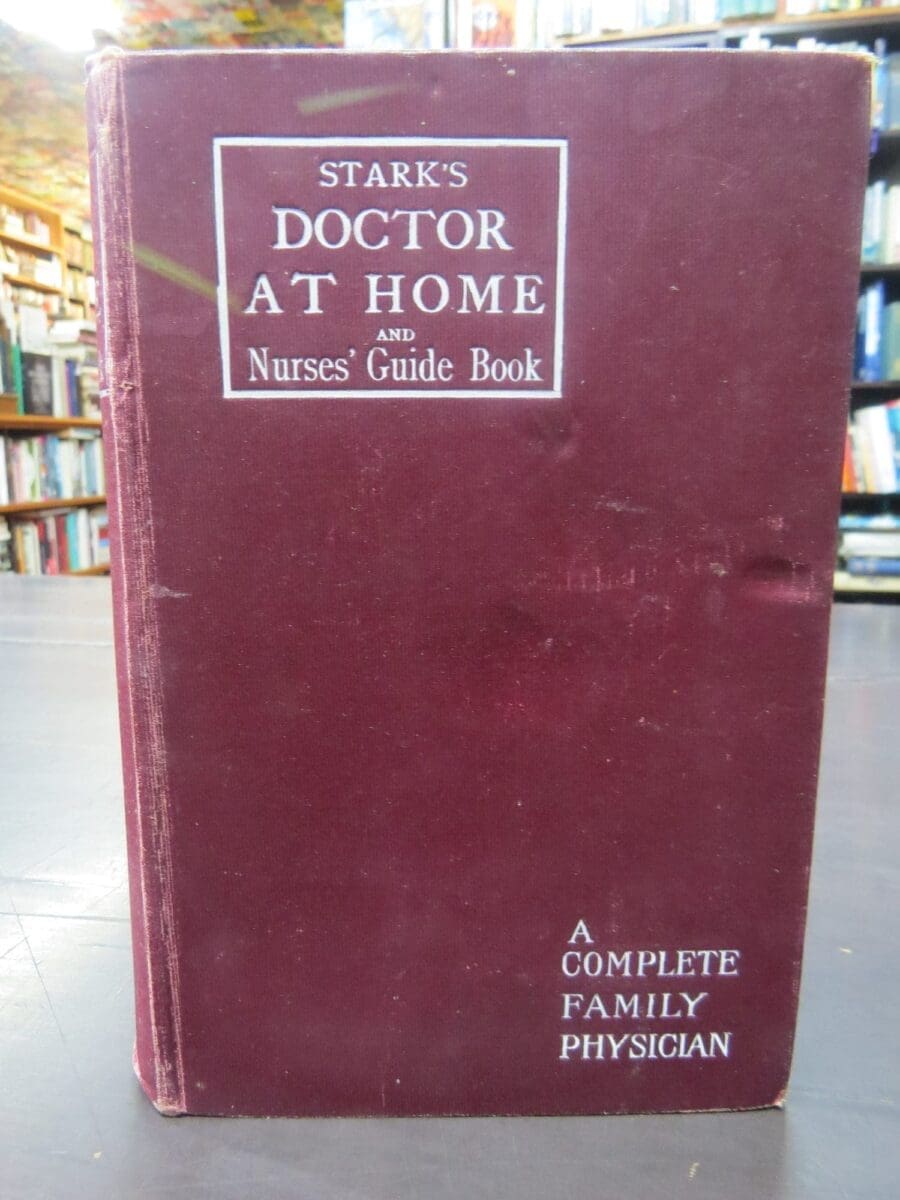 STARK'S
DOCTOR
AT HOME
AND
Nurses' Guide Book
A
COMPLETE
FAMILY
PHYSICIAN